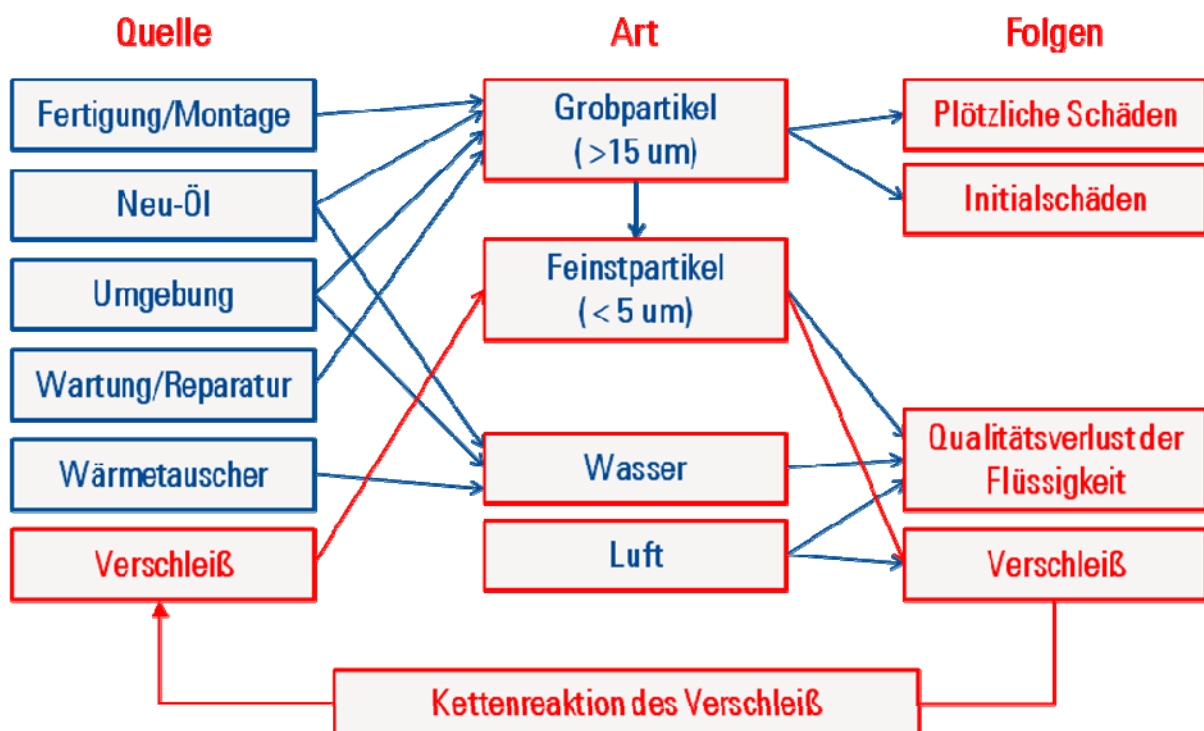 Quelle
Art
Folgen
Fertigung/Montage
Neu-Öl
Umgebung
Wartung/Reparatur
Wärmetauscher
Verschleiß
Grobpartikel
( >15 um)
Feinstpartikel
( < 5 um)
Wasser
Luft
Plötzliche Schäden
Initialschäden
Qualitätsverlust der
Flüssigkeit
Verschleiß
Kettenreaktion des Verschleiß